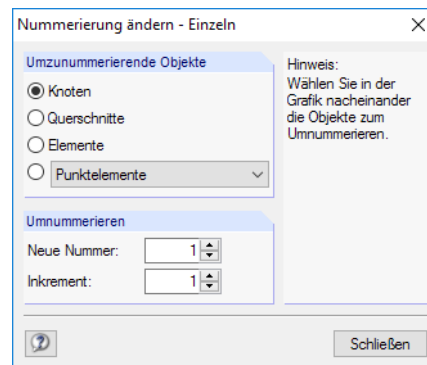 Nummerierung ändern - Einzeln
Umzunummerierende Objekte
Knoten
Querschnitte
Elemente
Punktelemente
Umnummerieren
Neue Nummer: 1
Inkrement: 1
Hinweis:
Wählen Sie in der
Grafik nacheinander
die Objekte zum
Umnummerieren.
Schließen